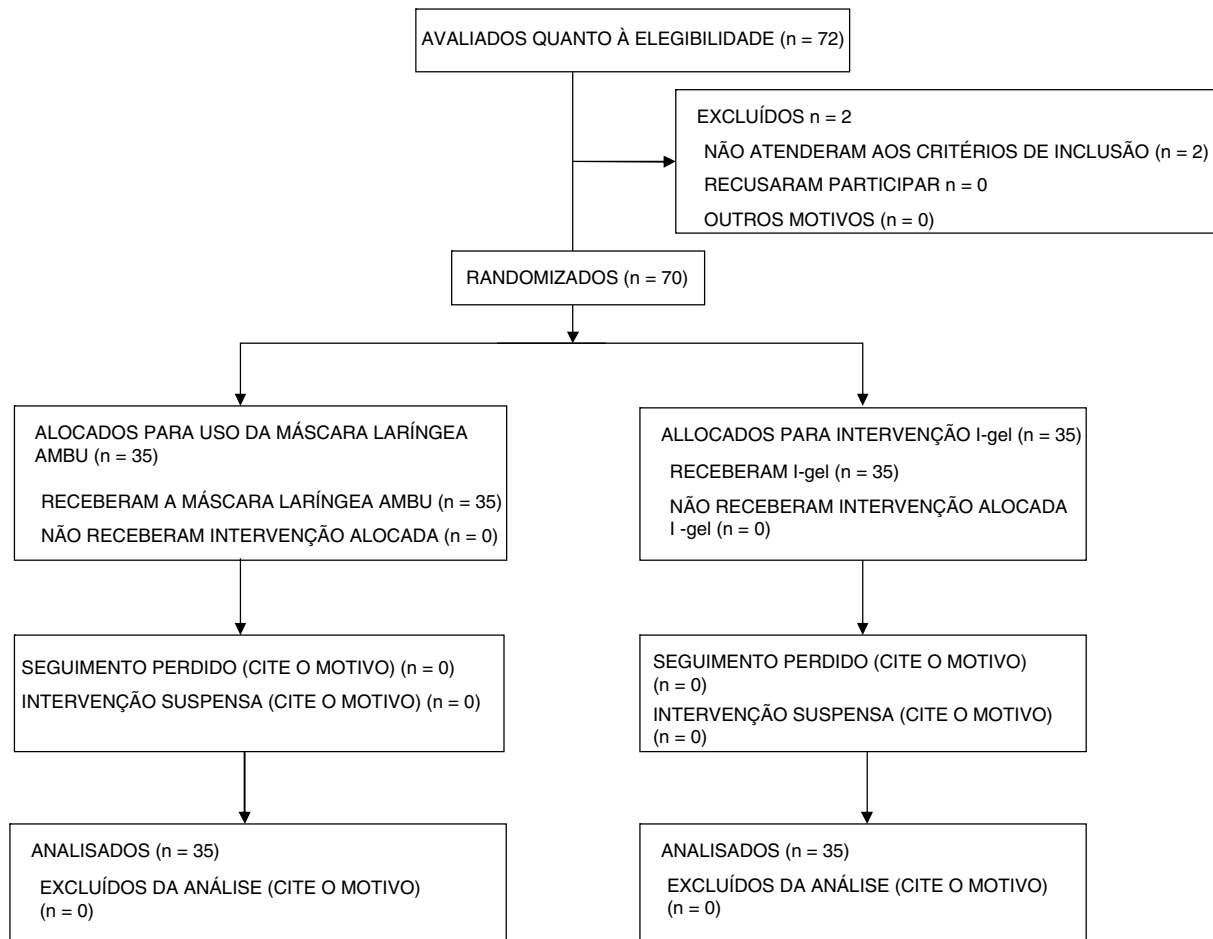 AVALIADOS QUANTO À ELEGIBILIDADE (n = 72)
EXCLUÍDOS n = 2
NÃO ATENDERAM AOS CRITÉRIOS DE INCLUSÃO (n = 2)
RECUSARAM PARTICIPAR n = 0
OUTROS MOTIVOS (n = 0)
RANDOMIZADOS (n = 70)
ALOCADOS PARA USO DA MÁSCARA LARÍNGEA
AMBU (n = 35)
RECEBERAM A MÁSCARA LARÍNGEA AMBU (n = 35)
NÃO RECEBERAM INTERVENÇÃO ALOCADA (n = 0)
ALLOCADOS PARA INTERVENÇÃO I-gel (n = 35)
RECEBERAM I-gel (n = 35)
NÃO RECEBERAM INTERVENÇÃO ALOCADA
I -gel (n = 0)
SEGUIMENTO PERDIDO (CITE O MOTIVO) (n = 0)
INTERVENÇÃO SUSPENSA (CITE O MOTIVO) (n = 0)
SEGUIMENTO PERDIDO (CITE O MOTIVO)
(n = 0)
INTERVENÇÃO SUSPENSA (CITE O MOTIVO)
(n = 0)
ANALISADOS (n = 35)
EXCLUÍDOS DA ANÁLISE (CITE O MOTIVO)
(n = 0)
ANALISADOS (n = 35)
EXCLUÍDOS DA ANÁLISE (CITE O MOTIVO)
(n = 0)